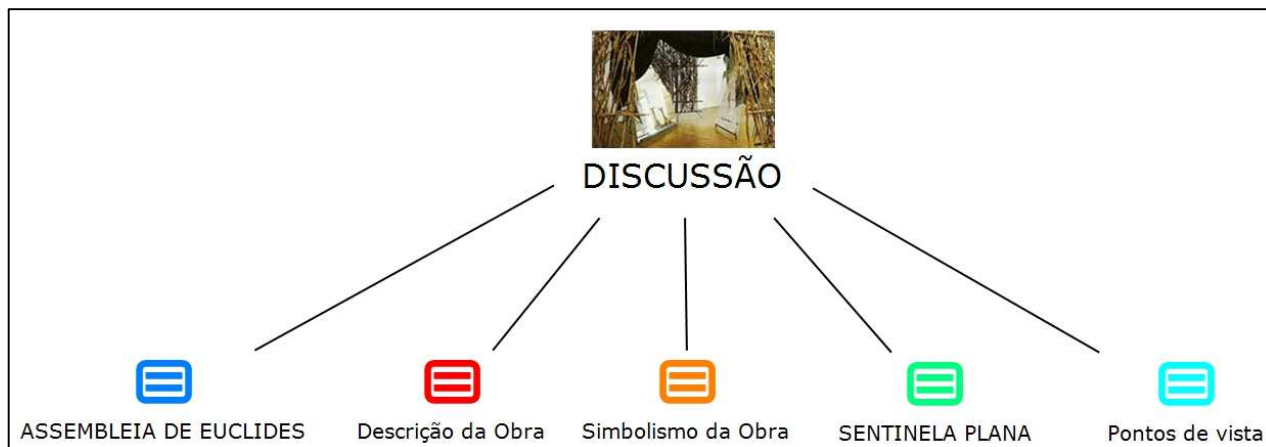 DISCUSSÃO
ASSEMBLEIA DE EUCLIDES
Descrição da Obra
Simbolismo da Obra
SENTINELA PLANA
Pontos de vista